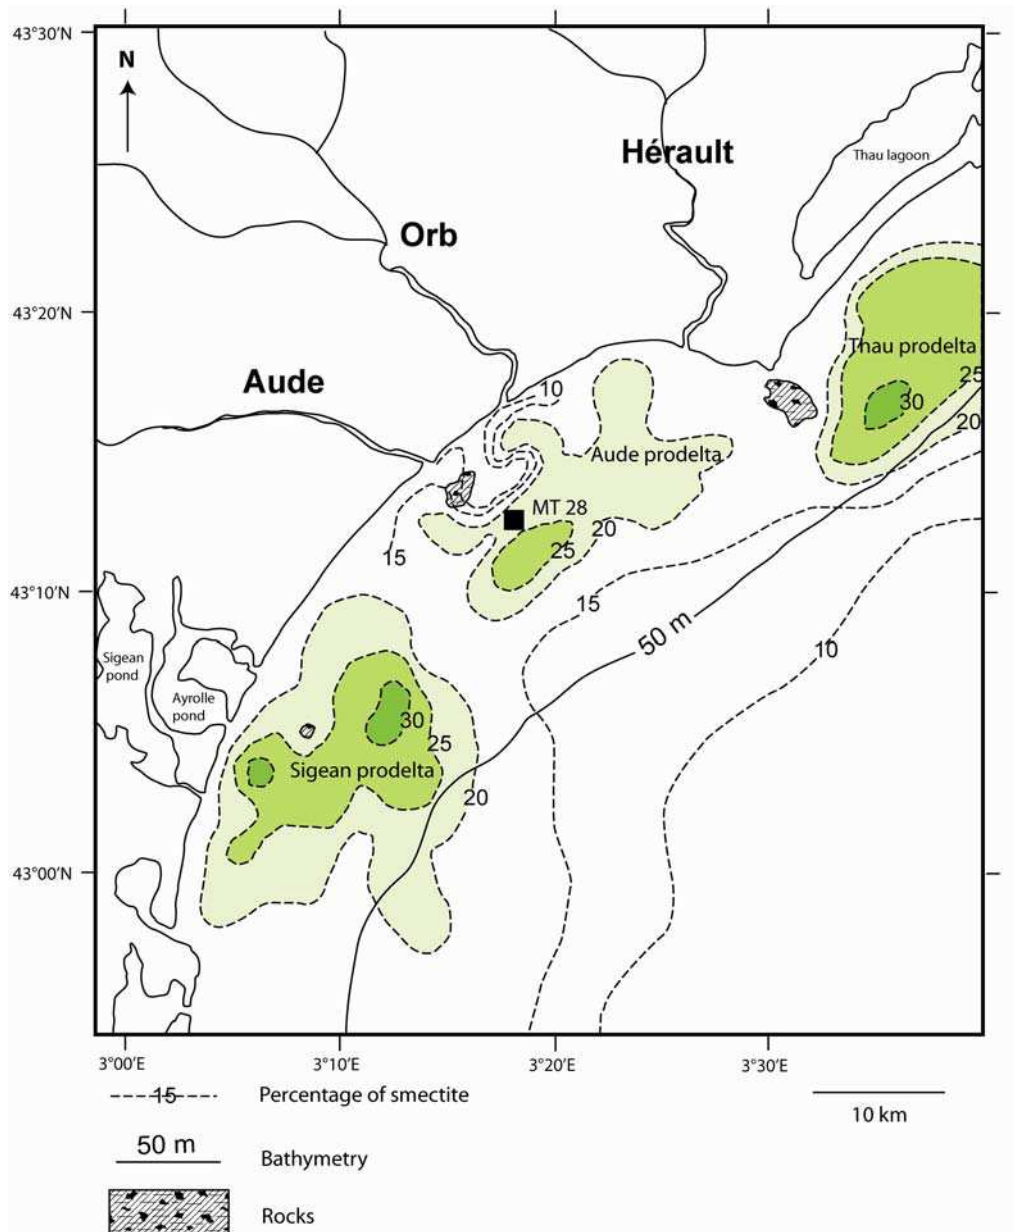 43°30′N
N
Hérault
Thau lagoon
Orb
43°20′N
Thau prodelta
25
Aude
10
30
20
Aude prodelta
MT 28
20
15
25
43°10′N
15
50 m
10
Sigean
pond
Ayrolle
pond
30
25
Sigean prodelta
20
43°00′N
3°00′E
3°10′E
3°20′E
3°30′E
15
Percentage of smectite
10 km
50 m
Bathymetry
Rocks